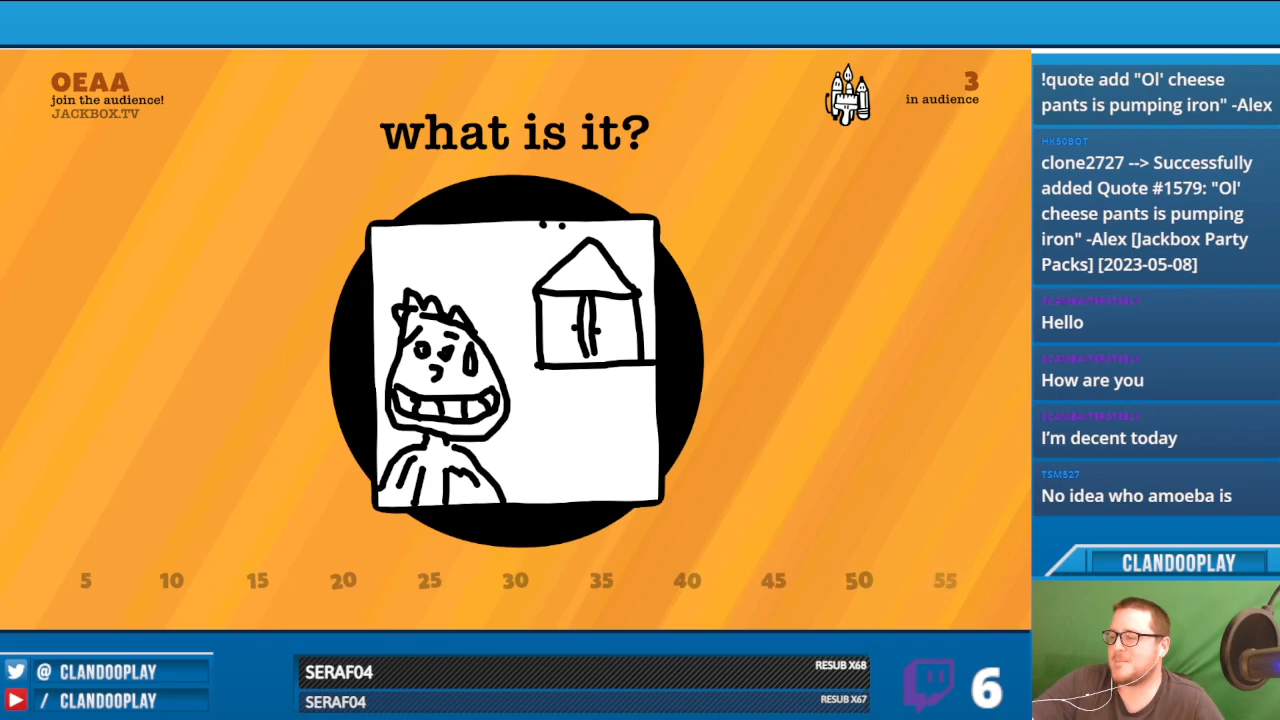 OEAA
join the audience!
JACKBOX.TV
3
in audience
what is it?
5 10 15 20 25 30 35 40 45 50 55
!quote add "Ol' cheese
pants is pumping iron" -Alex
HK50BOT
clone2727 --> Successfully
added Quote #1579: "Ol'
cheese pants is pumping
iron" -Alex [Jackbox Party
Packs] [2023-05-08]
Hello
How are you
I'm decent today
TSM527
No idea who amoeba is
CLANDOOPLAY
@ CLANDOOPLAY
/ CLANDOOPLAY
SERAF04 RESUB X68
SERAF04 RESUB X67
6